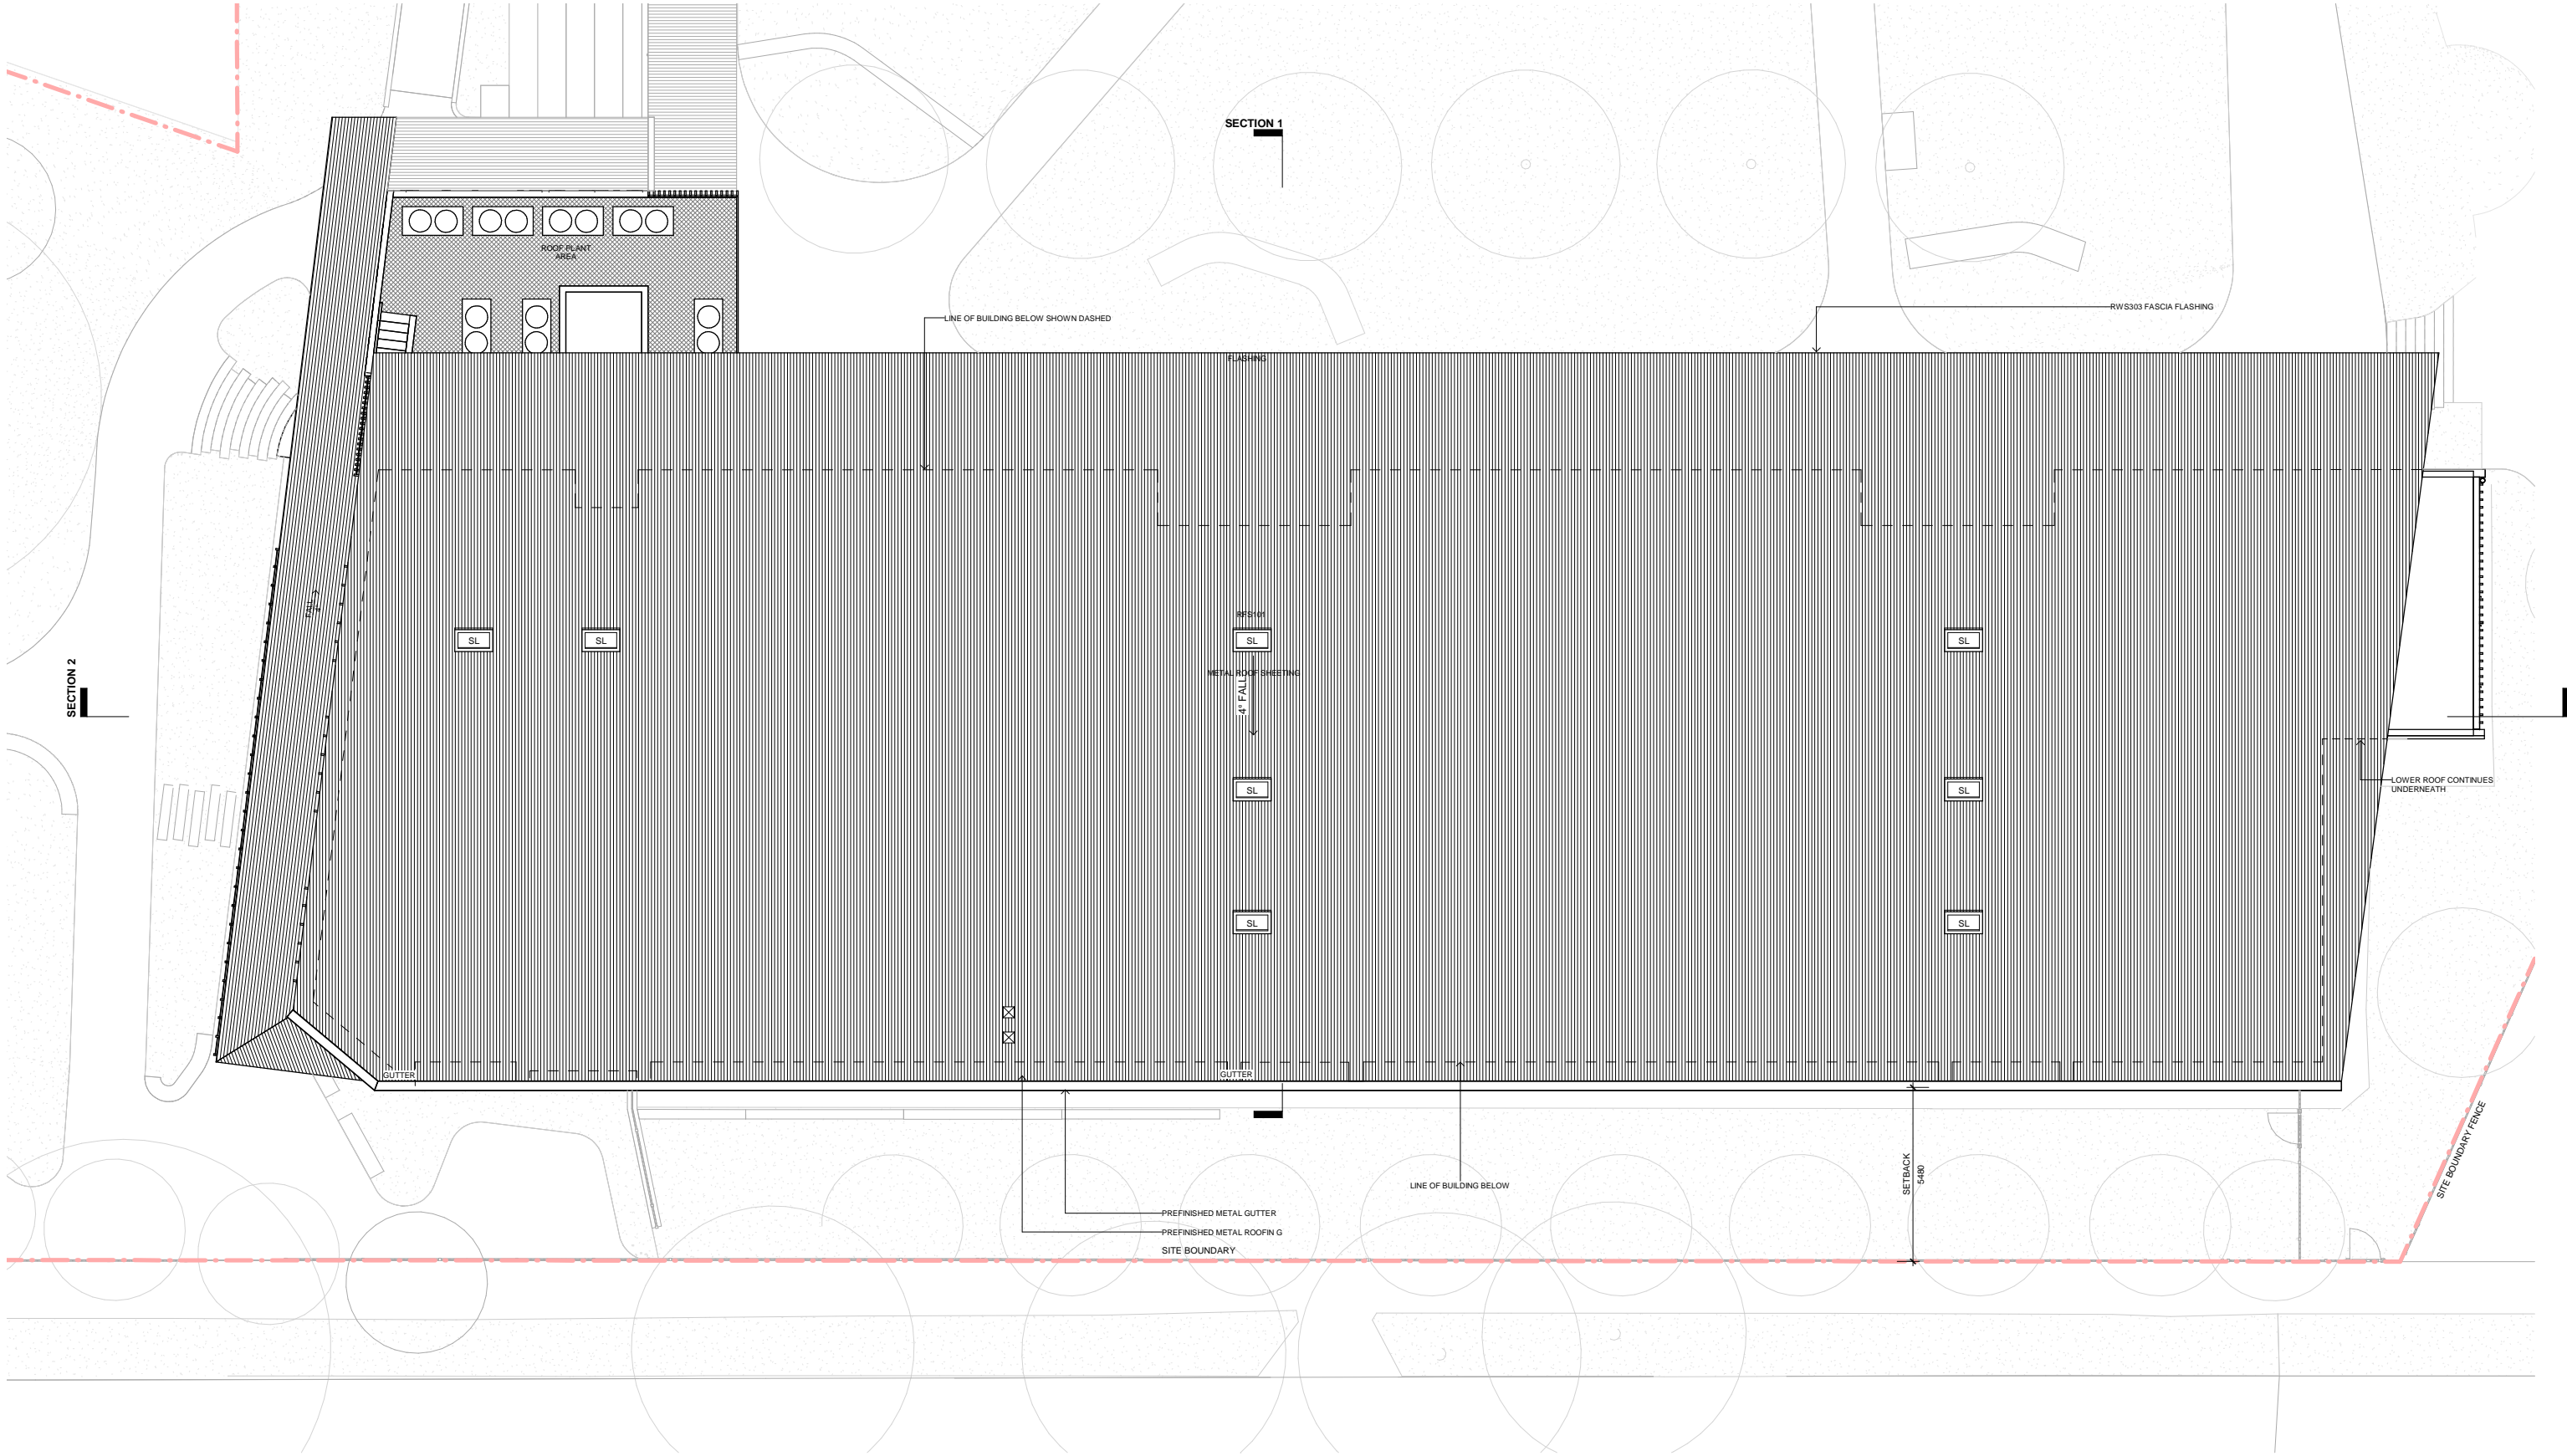 SECTION 1
ROOF PLANT
AREA
LINE OF BUILDING BELOW SHOWN DASHED
RWS303 FASCIA FLASHING
FLASHING
FALL
RFS101
SL
SL
SL
SL
METAL ROOF SHEETING
4° FALL
SECTION 2
SL
SL
LOWER ROOF CONTINUES
UNDERNEATH
SL
SL
GUTTER
GUTTER
SETBACK
5480
SITE BOUNDARY FENCE
LINE OF BUILDING BELOW
PREFINISHED METAL GUTTER
PREFINISHED METAL ROOFIN G
SITE BOUNDARY